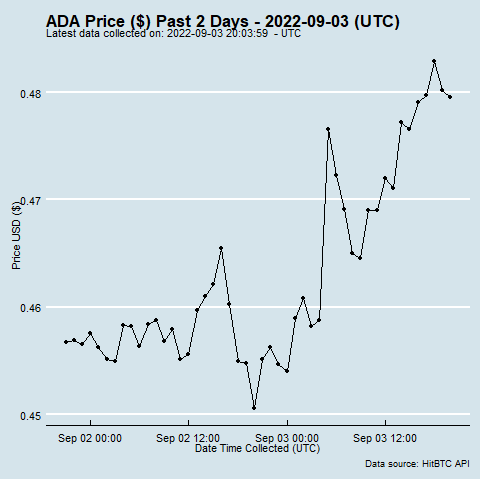 ADA Price ($) Past 2 Days - 2022-09-03 (UTC)
Latest data collected on: 2022-09-03 20:03:59 - UTC
0.48
0.47
0.46
0.45
Price USD ($)
Sep 02 00:00 Sep 02 12:00 Sep 03 00:00 Sep 03 12:00
Date Time Collected (UTC)
Data source: HitBTC API